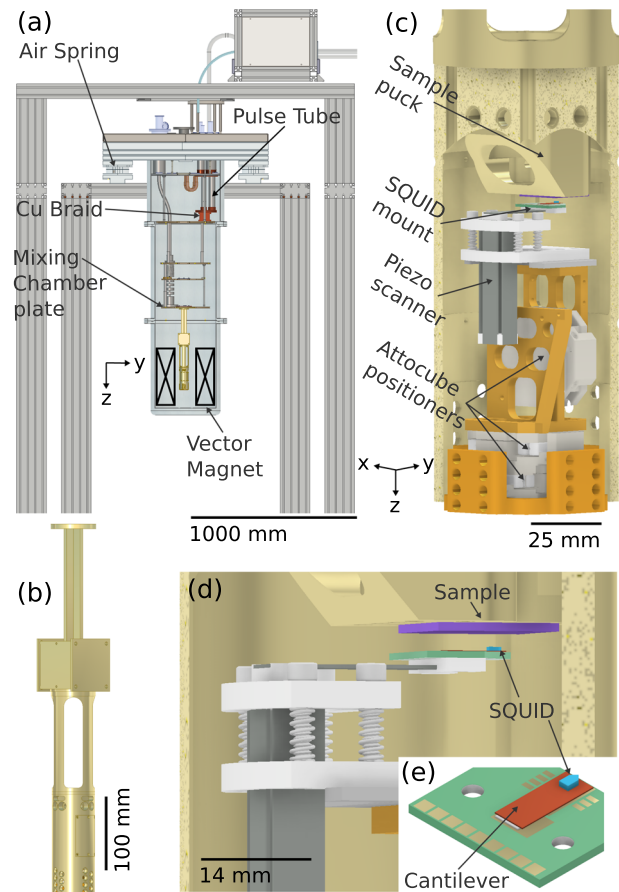 (a)
Air Spring
Pulse Tube
Cu Braid
Mixing
Chamber
plate
y
z
Vector
Magnet
1000 mm
(b)
100 mm
(c)
Sample
puck
SQUID
mount
Piezo
scanner
Attocube
positioners
x
y
z
25 mm
(d)
Sample
SQUID
14 mm
(e)
Cantilever